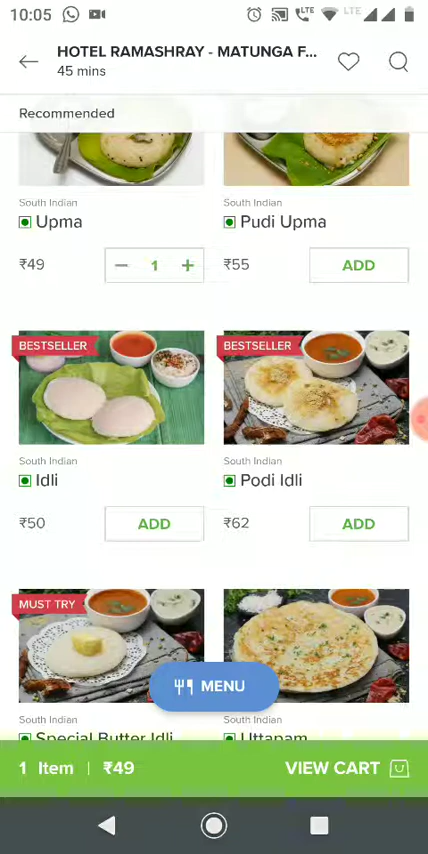 10:05
LTE
LTE
HOTEL RAMASHRAY - MATUNGA F...
45 mins
Recommended
South Indian
Upma
₹49
1
South Indian
Pudi Upma
₹55
ADD
BESTSELLER
South Indian
Idli
₹50
ADD
BESTSELLER
South Indian
Podi Idli
₹62
ADD
MUST TRY
South Indian
Special Butter Idli
South Indian
Uttapam
MENU
1 Item | ₹49
VIEW CART